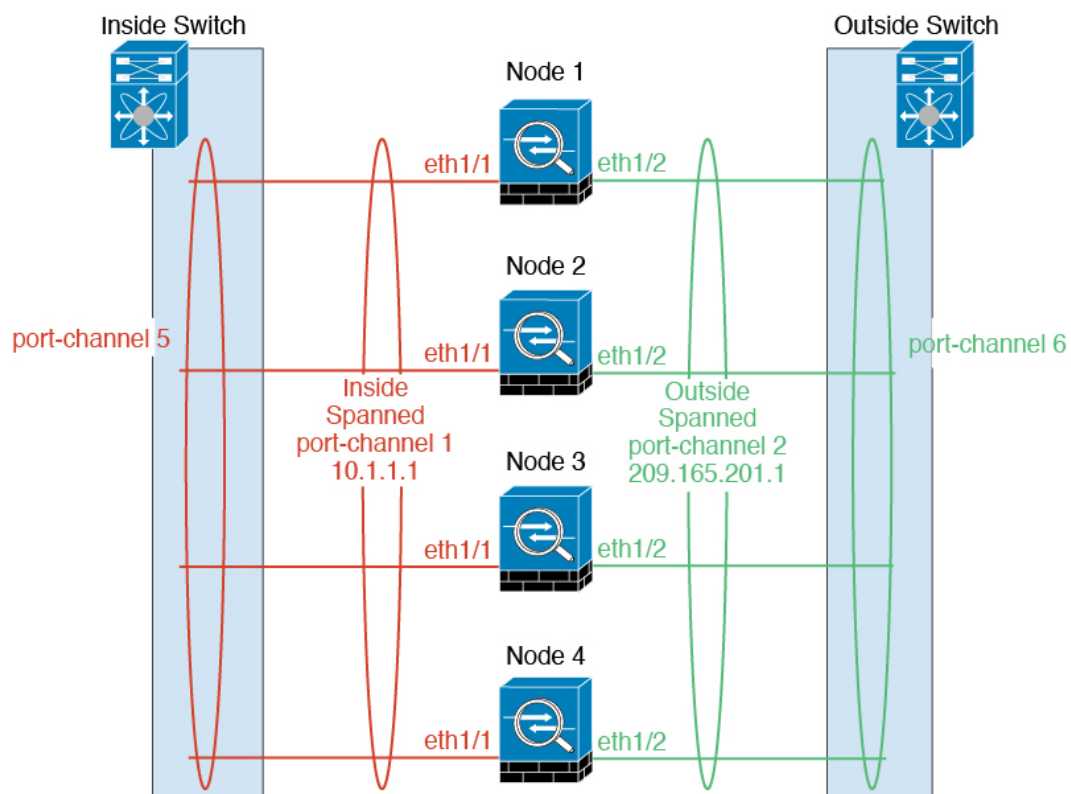 Inside Switch
Outside Switch
Node 1
eth1/1
eth1/2
Node 2
port-channel 5
port-channel 6
eth1/1
eth1/2
Inside
Spanned
port-channel 1
10.1.1.1
Outside
Spanned
port-channel 2
209.165.201.1
Node 3
eth1/1
eth1/2
Node 4
eth1/1
eth1/2